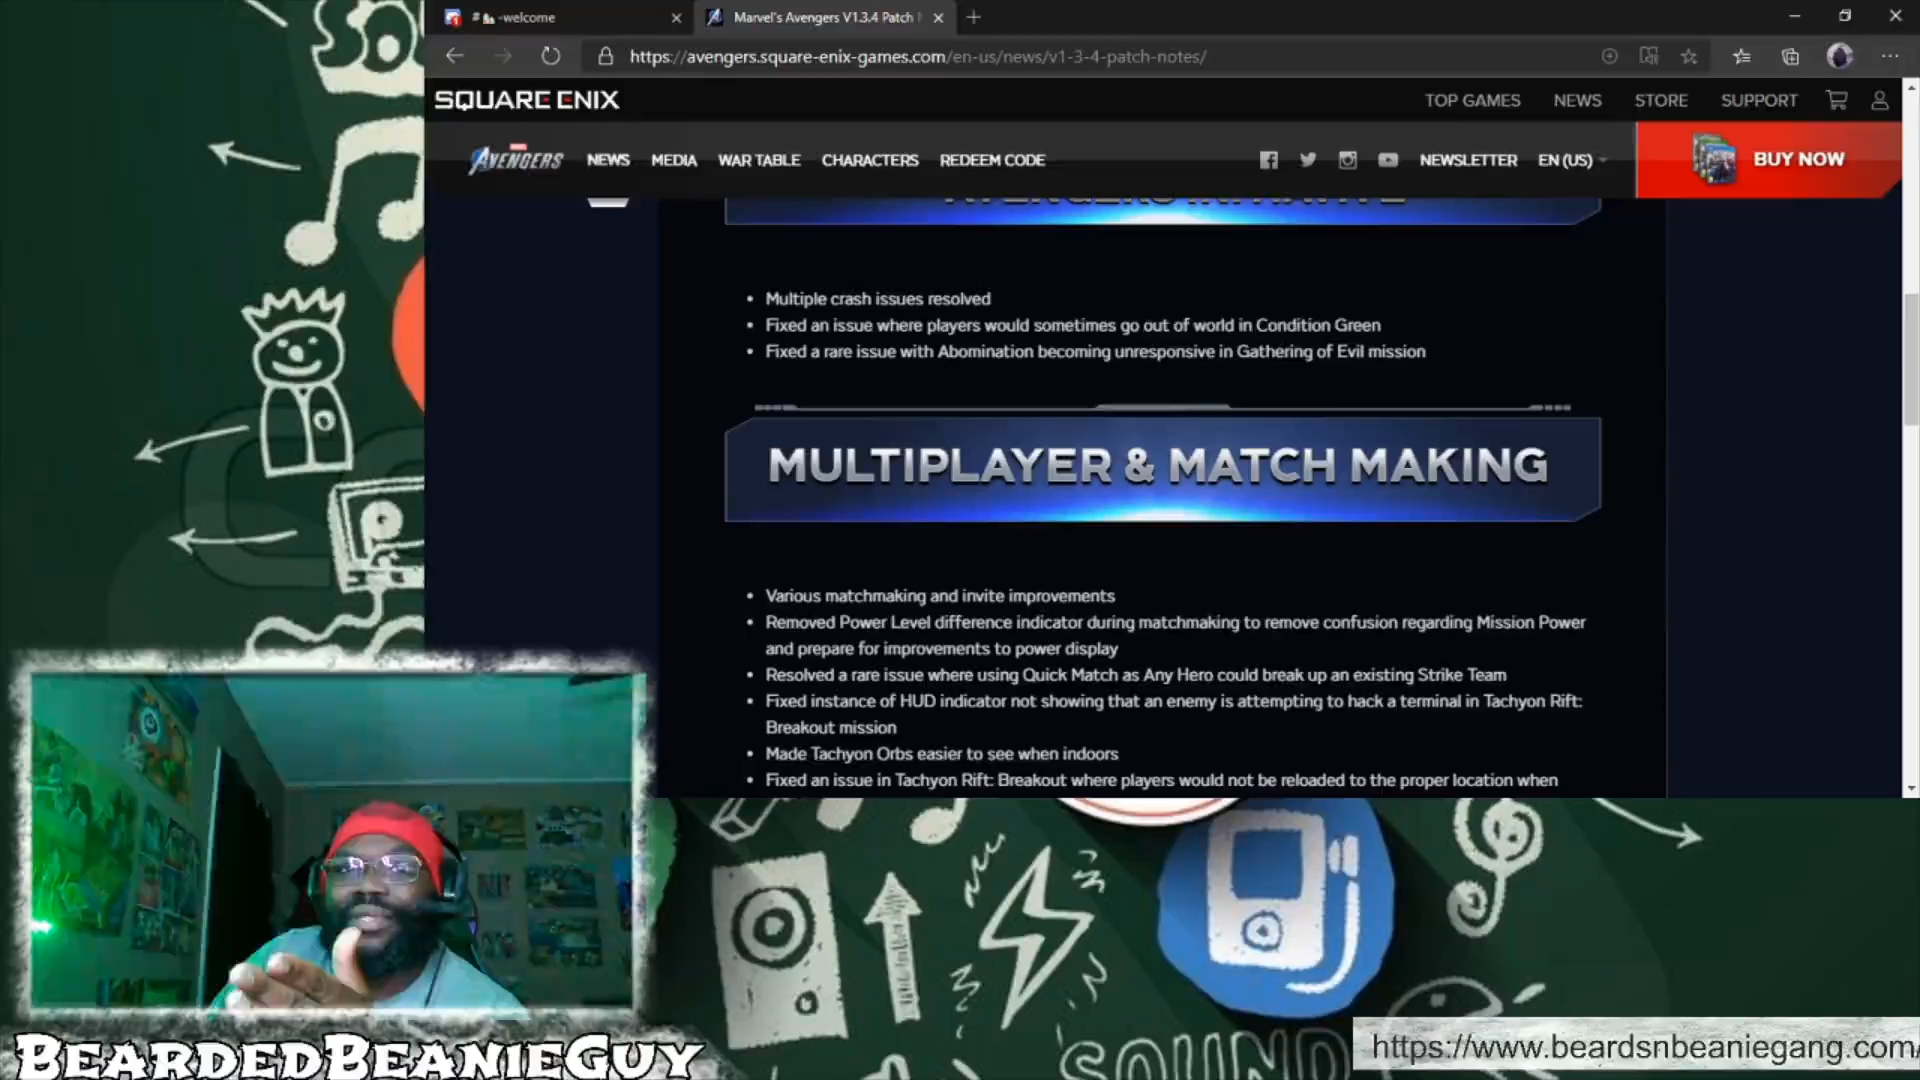 -welcome
Marvel's Avengers V1.3.4 Patch
https://avengers.square-enix-games.com/en-us/news/v1-3-4-patch-notes/
SQUARE ENIX
TOP GAMES NEWS STORE SUPPORT
MARVEL
AVENGERS
NEWS MEDIA WAR TABLE CHARACTERS REDEEM CODE
NEWSLETTER EN (US)
BUY NOW
AVENGERS INITIATIVE
• Multiple crash issues resolved
• Fixed an issue where players would sometimes go out of world in Condition Green
• Fixed a rare issue with Abomination becoming unresponsive in Gathering of Evil mission
MULTIPLAYER & MATCH MAKING
• Various matchmaking and invite improvements
• Removed Power Level difference indicator during matchmaking to remove confusion regarding Mission Power
and prepare for improvements to power display
• Resolved a rare issue where using Quick Match as Any Hero could break up an existing Strike Team
• Fixed instance of HUD indicator not showing that an enemy is attempting to hack a terminal in Tachyon Rift:
Breakout mission
• Made Tachyon Orbs easier to see when indoors
• Fixed an issue in Tachyon Rift: Breakout where players would not be reloaded to the proper location when
BEARDEDBEANIEGUY
SOUND
https://www.beardsnbeaniegang.com/